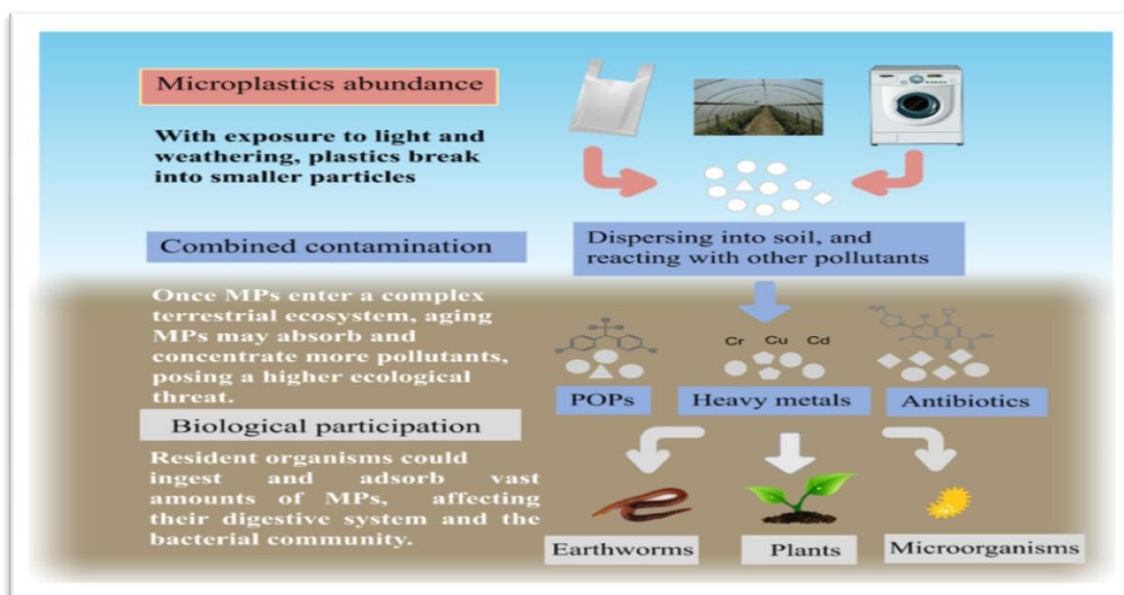 Microplastics abundance
With exposure to light and
weathering, plastics break
into smaller particles
Combined contamination
Dispersing into soil, and
reacting with other pollutants
Once MPs enter a complex
terrestrial ecosystem, aging
MPs may absorb and
concentrate more pollutants,
posing a higher ecological
threat.
Cr Cu Cd
POPs
Heavy metals
Antibiotics
Biological participation
Resident organisms could
ingest and adsorb vast
amounts of MPs, affecting
their digestive system and the
bacterial community.
Earthworms
Plants
Microorganisms